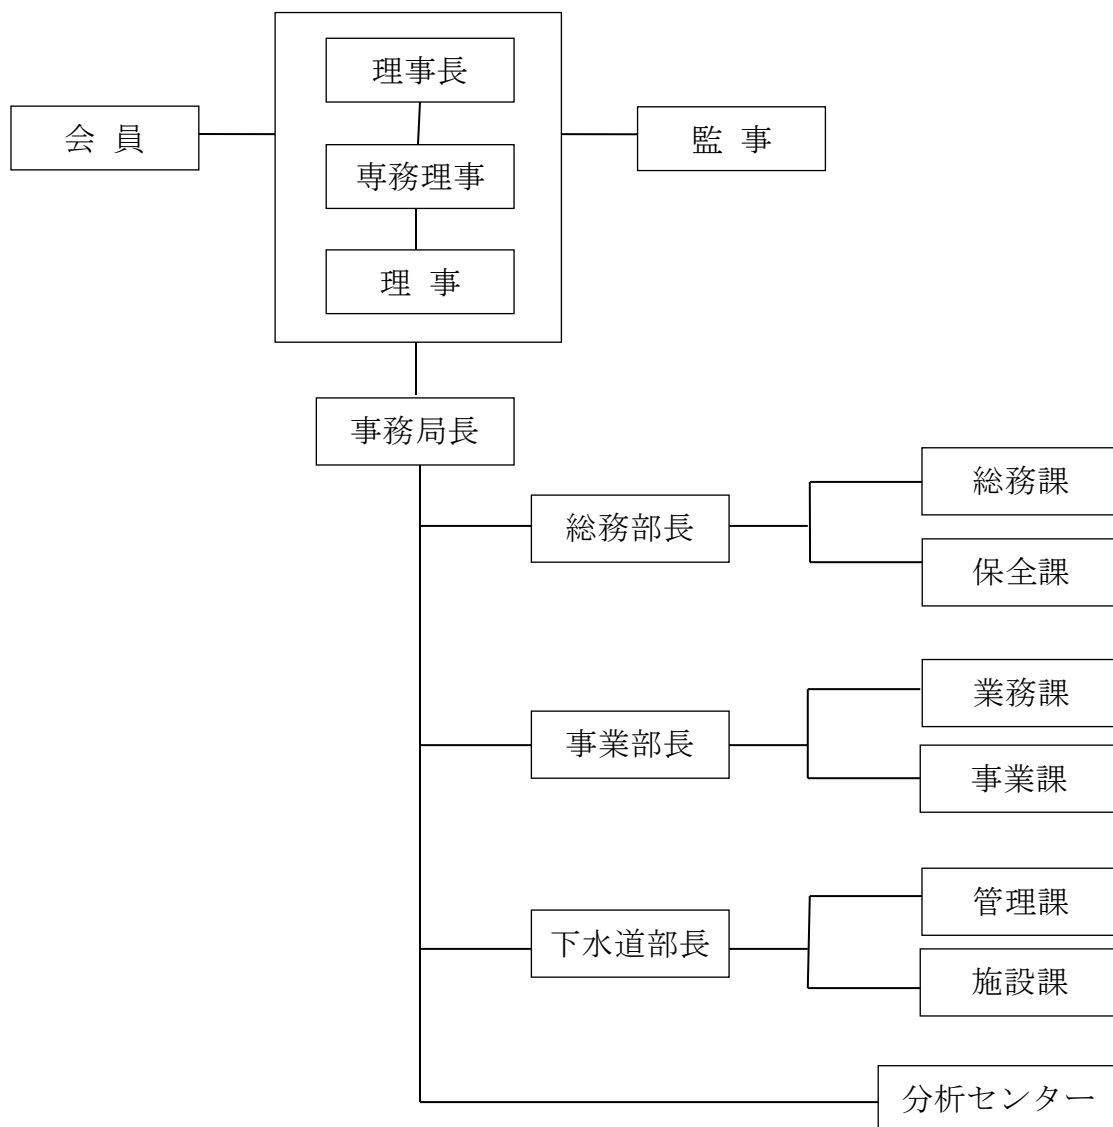 理事長
会 員
監 事
専務理事
理 事
事務局長
総務課
総務部長
保全課
業務課
事業部長
事業課
管理課
下水道部長
施設課
分析センター